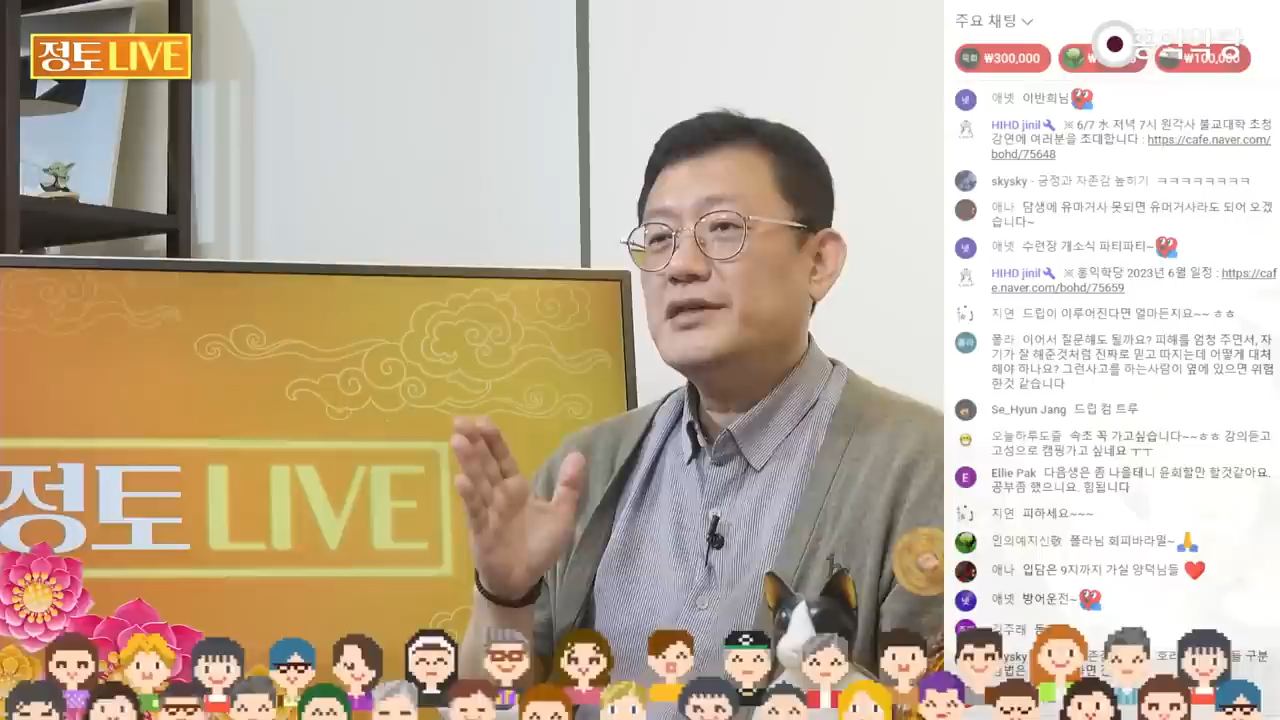 정토 LIVE
정토 LIVE
주요 채팅
홍익학당
₩300,000
₩100,000
애넷 이반희님
HIHD jinil ※ 6/7 水 저녁 7시 원각사 불교대학 초청
강연에 여러분을 초대합니다 : https://cafe.naver.com/
bohd/75648
skysky - 긍정과 자존감 높히기 ㅋㅋㅋㅋㅋㅋㅋㅋ
애나 담생에 유마거사 못되면 유머거사라도 되어 오겠
습니다~
애넷 수련장 개소식 파티파티~
HIHD jinil ※ 홍익학당 2023년 6월 일정 : https://caf
e.naver.com/bohd/75659
지연 드립이 이루어진다면 얼마든지요~~ ㅎㅎ
폴라 이어서 질문해도 될까요? 피해를 엄청 주면서, 자
기가 잘 해준것처럼 진짜로 믿고 따지는데 어떻게 대처
해야 하나요? 그런사고를 하는사람이 옆에 있으면 위험
한것 같습니다
Se_Hyun Jang 드립 컴 트루
오늘하루도즐 속초 꼭 가고싶습니다~~ㅎㅎ 강의듣고
고성으로 캠핑가고 싶네요 ㅜㅜ
Ellie Pak 다음생은 좀 나을테니 윤회할만 할것같아요.
공부좀 했으니요. 힘됩니다
지연 피하세요~~~
인의예지신敬 폴라님 회피바라밀~
애나 입담은 9지까지 가실 양덕님들
애넷 방어운전~
김주래
구분